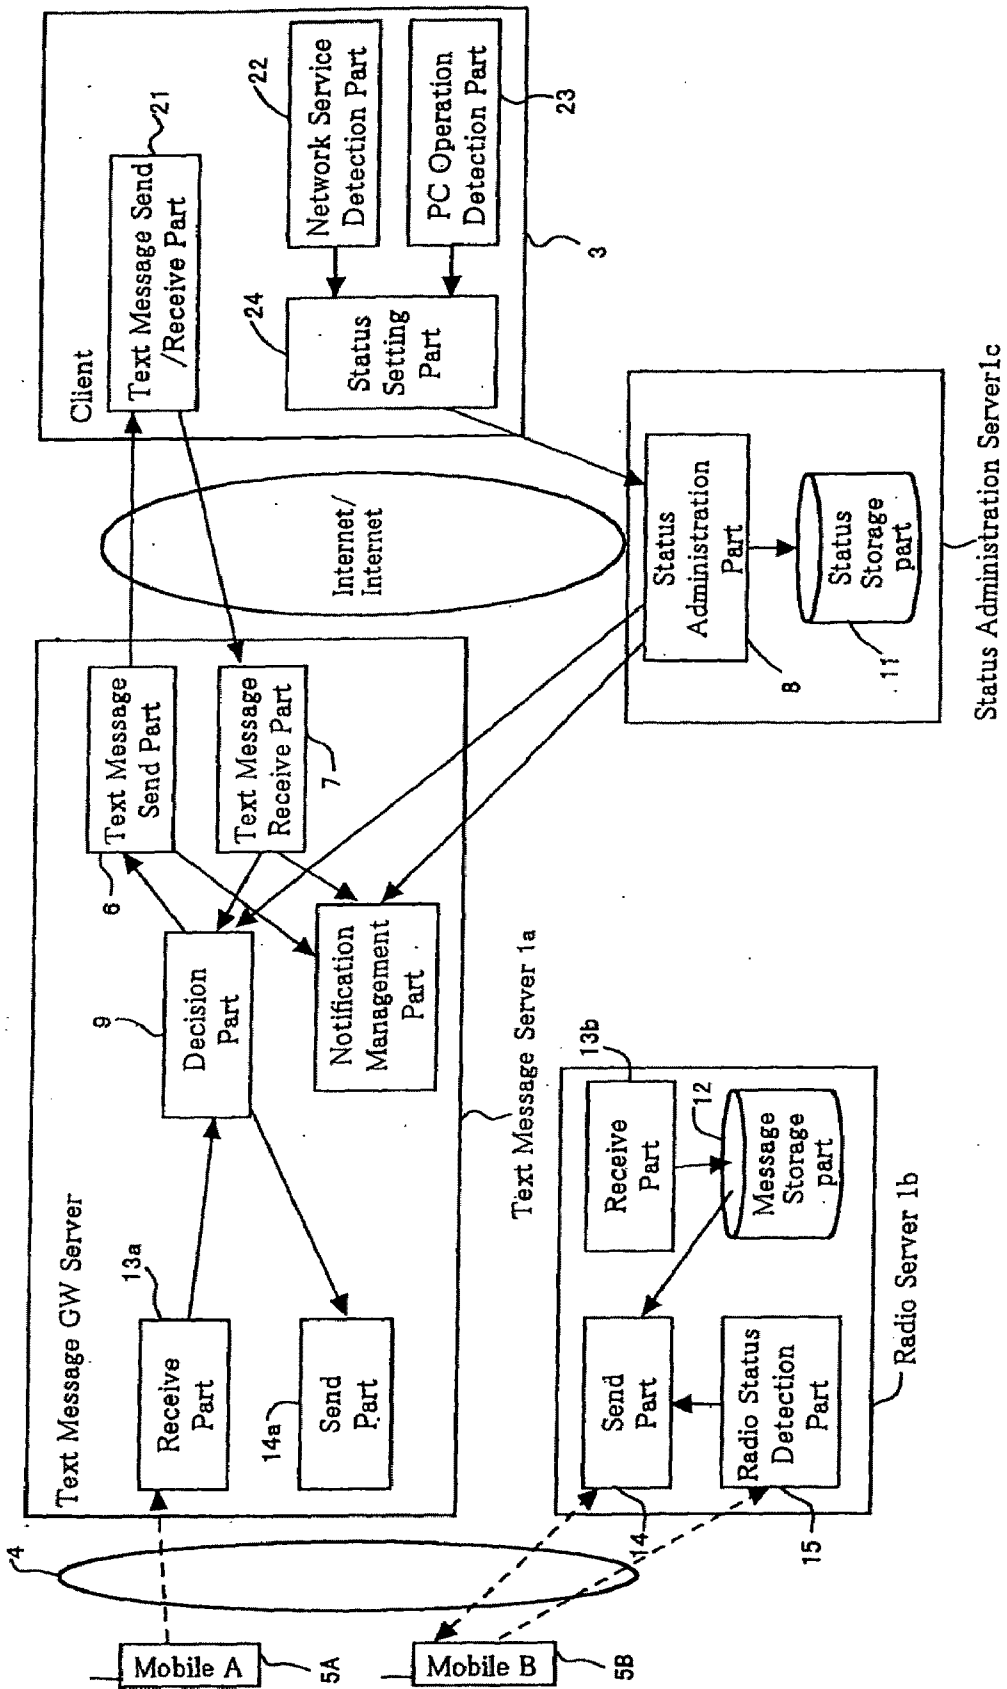 4
Mobile A
5A
Mobile B
5B
Text Message GW Server
13a
Receive
Part
14a
Send
Part
9
Decision
Part
Notification
Management
Part
6
Text Message
Send Part
Text Message
Receive Part
7
Text Message Server 1a
Internet/
Internet
Client
Text Message Send
/Receive Part
21
22
Network Service
Detection Part
PC Operation
Detection Part
23
24
Status
Setting
Part
3
Send
Part
14
Radio Status
Detection
Part
15
13b
Receive
Part
12
Message
Storage
part
Radio Server 1b
Status
Administration
Part
8
Status
Storage
part
11
Status Administration Server1c